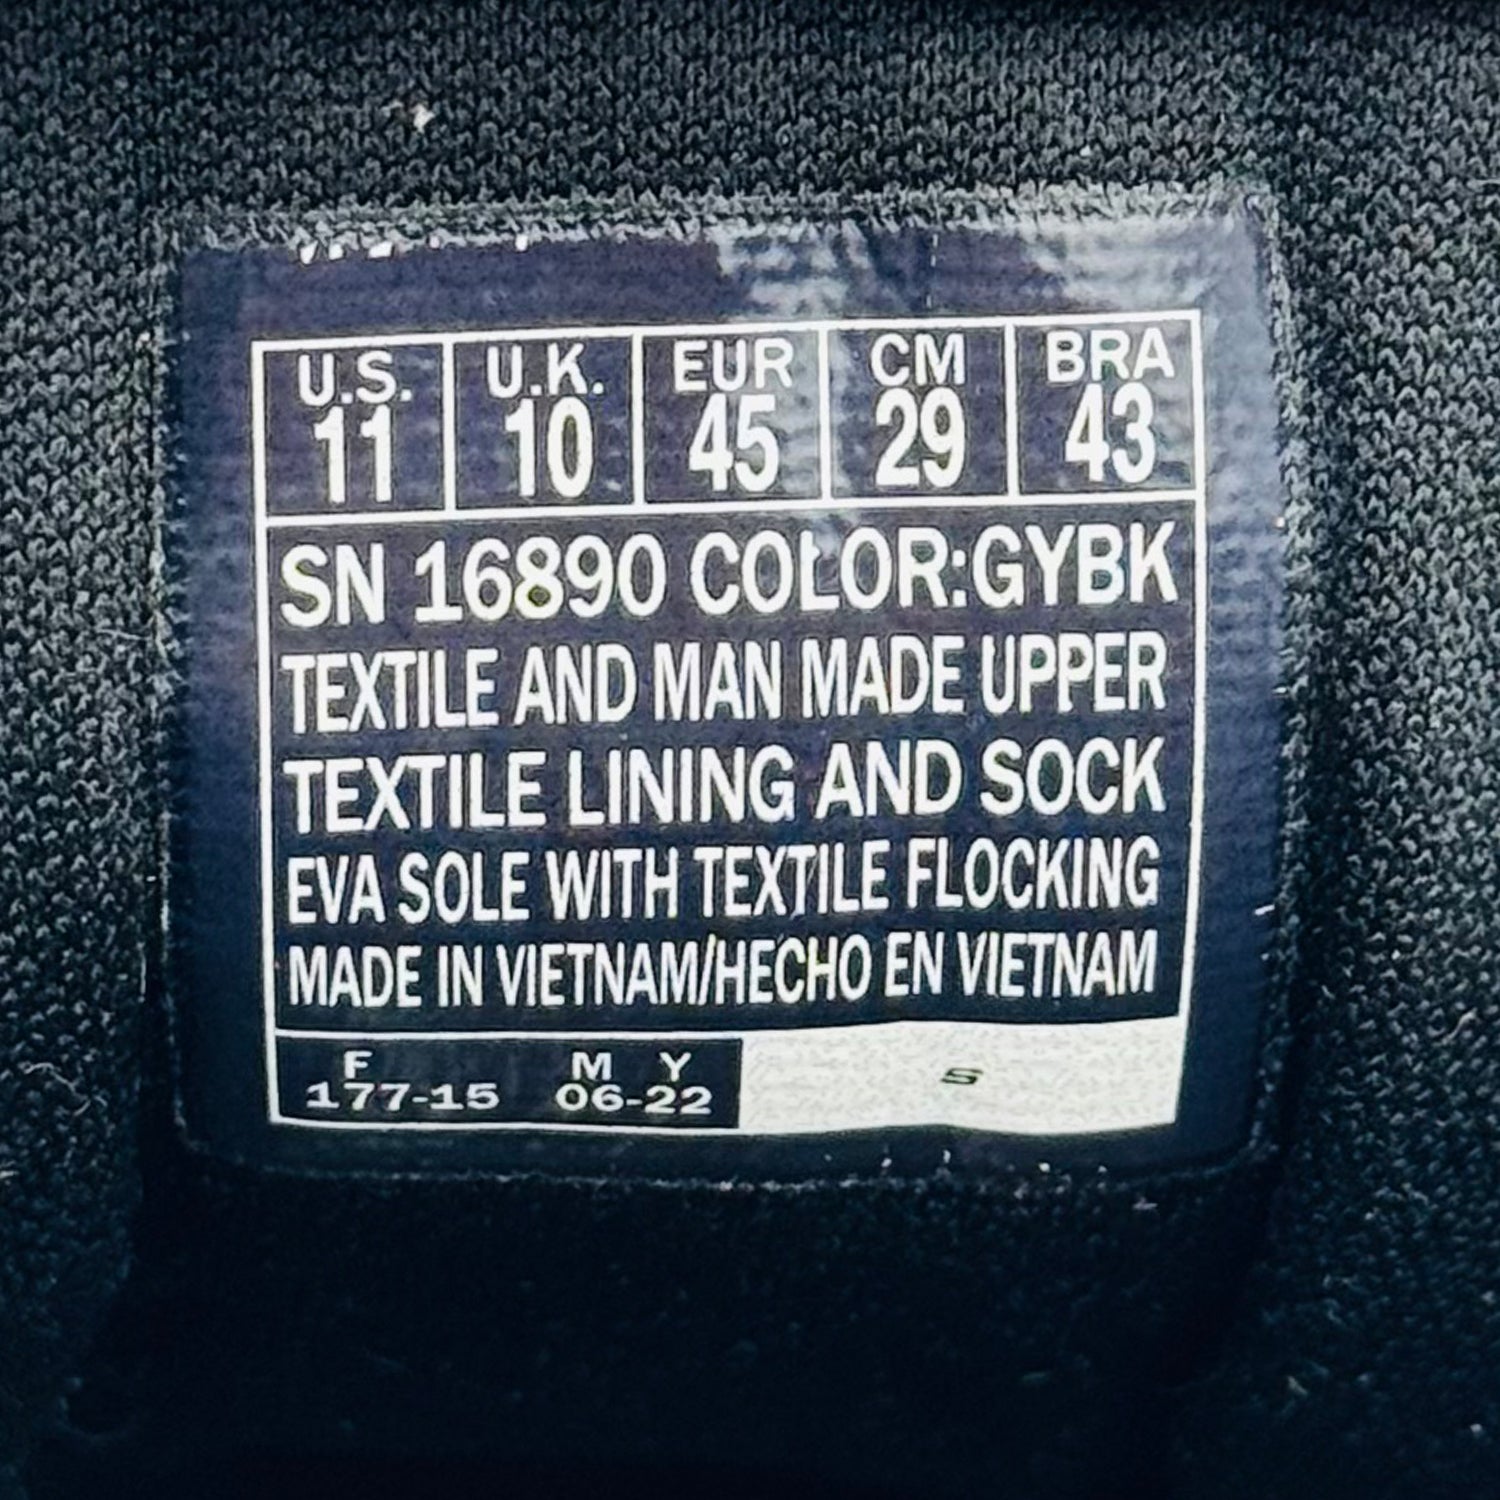 U.S. U.K. EUR CM BRA
11 10 45 29 43
SN 16890 COLOR:GYBK
TEXTILE AND MAN MADE UPPER
TEXTILE LINING AND SOCK
EVA SOLE WITH TEXTILE FLOCKING
MADE IN VIETNAM/HECHO EN VIETNAM
F M Y
177-15 06-22
S